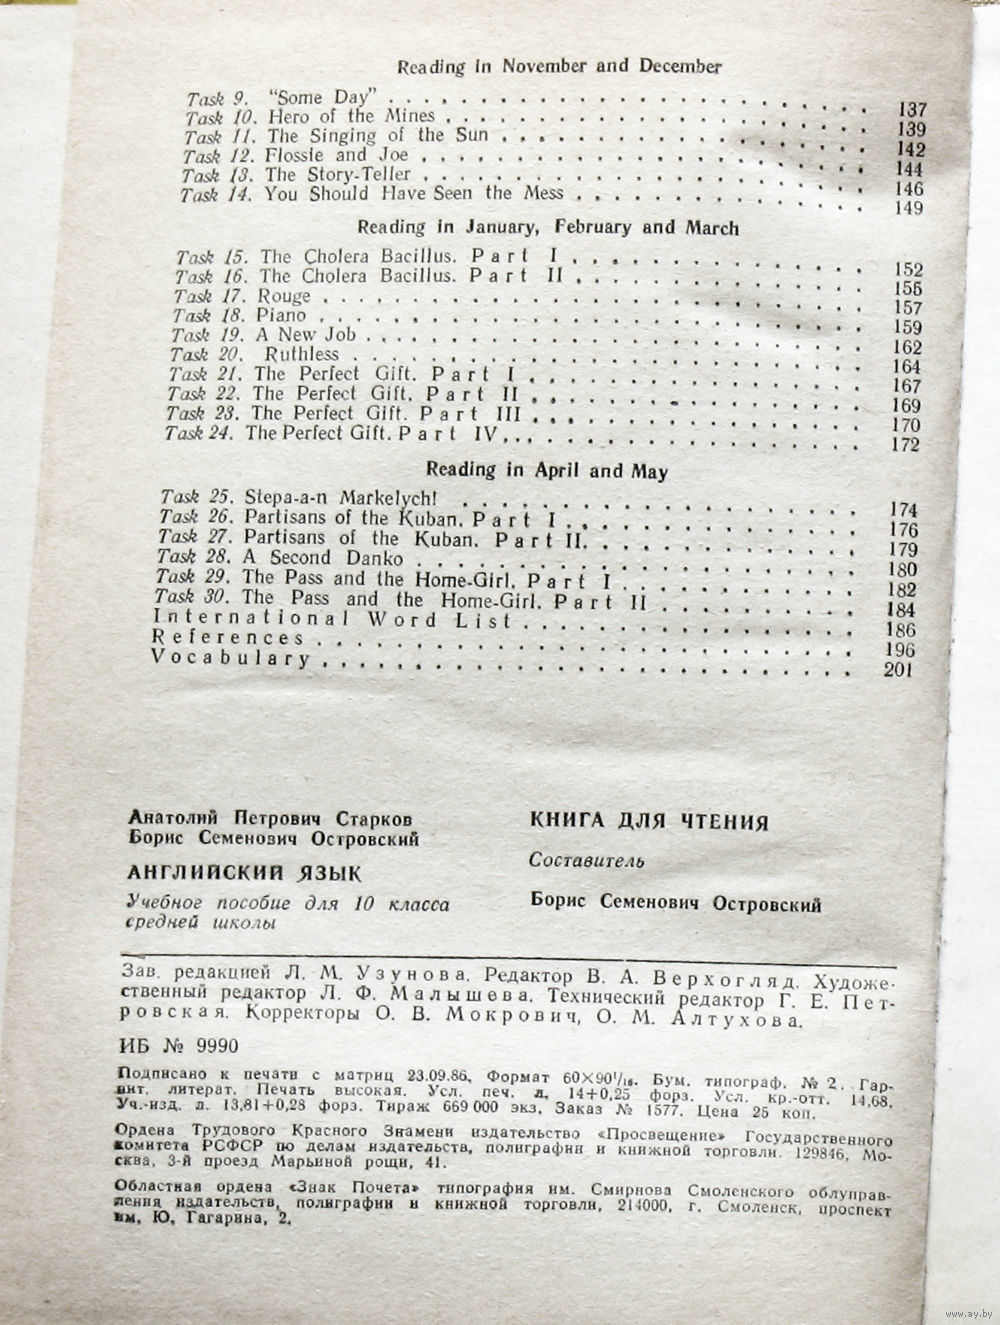 Reading in November and December
Task 9. "Some Day" . . . . . . . . . . 137
Task 10. Hero of the Mines . . . . . . . . . . 139
Task 11. The Singing of the Sun . . . . . . . . . . 142
Task 12. Flossie and Joe . . . . . . . . . . 144
Task 13. The Story-Teller . . . . . . . . . . 146
Task 14. You Should Have Seen the Mess . . . . . . . . . . 149
Reading in January, February and March
Task 15. The Cholera Bacillus. Part I . . . . . . . . . . 152
Task 16. The Cholera Bacillus. Part II . . . . . . . . . . 155
Task 17. Rouge . . . . . . . . . . 157
Task 18. Piano . . . . . . . . . . 159
Task 19. A New Job . . . . . . . . . . 162
Task 20. Ruthless . . . . . . . . . . 164
Task 21. The Perfect Gift. Part I . . . . . . . . . . 167
Task 22. The Perfect Gift. Part II . . . . . . . . . . 169
Task 23. The Perfect Gift. Part III . . . . . . . . . . 170
Task 24. The Perfect Gift. Part IV . . . . . . . . . . 172
Reading in April and May
Task 25. Stepa-a-n Markelych! . . . . . . . . . . 174
Task 26. Partisans of the Kuban. Part I . . . . . . . . . . 176
Task 27. Partisans of the Kuban. Part II . . . . . . . . . . 179
Task 28. A Second Danko . . . . . . . . . . 180
Task 29. The Pass and the Home-Girl. Part I . . . . . . . . . . 182
Task 30. The Pass and the Home-Girl. Part II . . . . . . . . . . 184
International Word List . . . . . . . . . . 186
References . . . . . . . . . . 196
Vocabulary . . . . . . . . . . 201
Анатолий Петрович Старков
Борис Семенович Островский
АНГЛИЙСКИЙ ЯЗЫК
Учебное пособие для 10 класса
средней школы
КНИГА ДЛЯ ЧТЕНИЯ
Составитель
Борис Семенович Островский
Зав. редакцией Л. М. Узунова. Редактор В. А. Верхогляд. Художе-
ственный редактор Л. Ф. Малышева. Технический редактор Г. Е. Пет-
ровская. Корректоры О. В. Мокрович, О. М. Алтухова.
ИБ № 9990
Подписано к печати с матриц 23.09.86. Формат 60×90 1/16. Бум. типограф. № 2. Гар-
нит. литерат. Печать высокая. Усл. печ. л. 14+0,25 форз. Усл. кр.-отт. 14,68.
Уч.-изд. л. 13,81+0,28 форз. Тираж 669 000 экз. Заказ № 1577. Цена 25 коп.
Ордена Трудового Красного Знамени издательство «Просвещение» Государственного
комитета РСФСР по делам издательств, полиграфии и книжной торговли. 129846, Мо-
сква, 3-й проезд Марьиной рощи, 41.
Областная ордена «Знак Почета» типография им. Смирнова Смоленского облуправ-
ления издательств, полиграфии и книжной торговли, 214000, г. Смоленск, проспект
им. Ю. Гагарина, 2.
www.ay.by